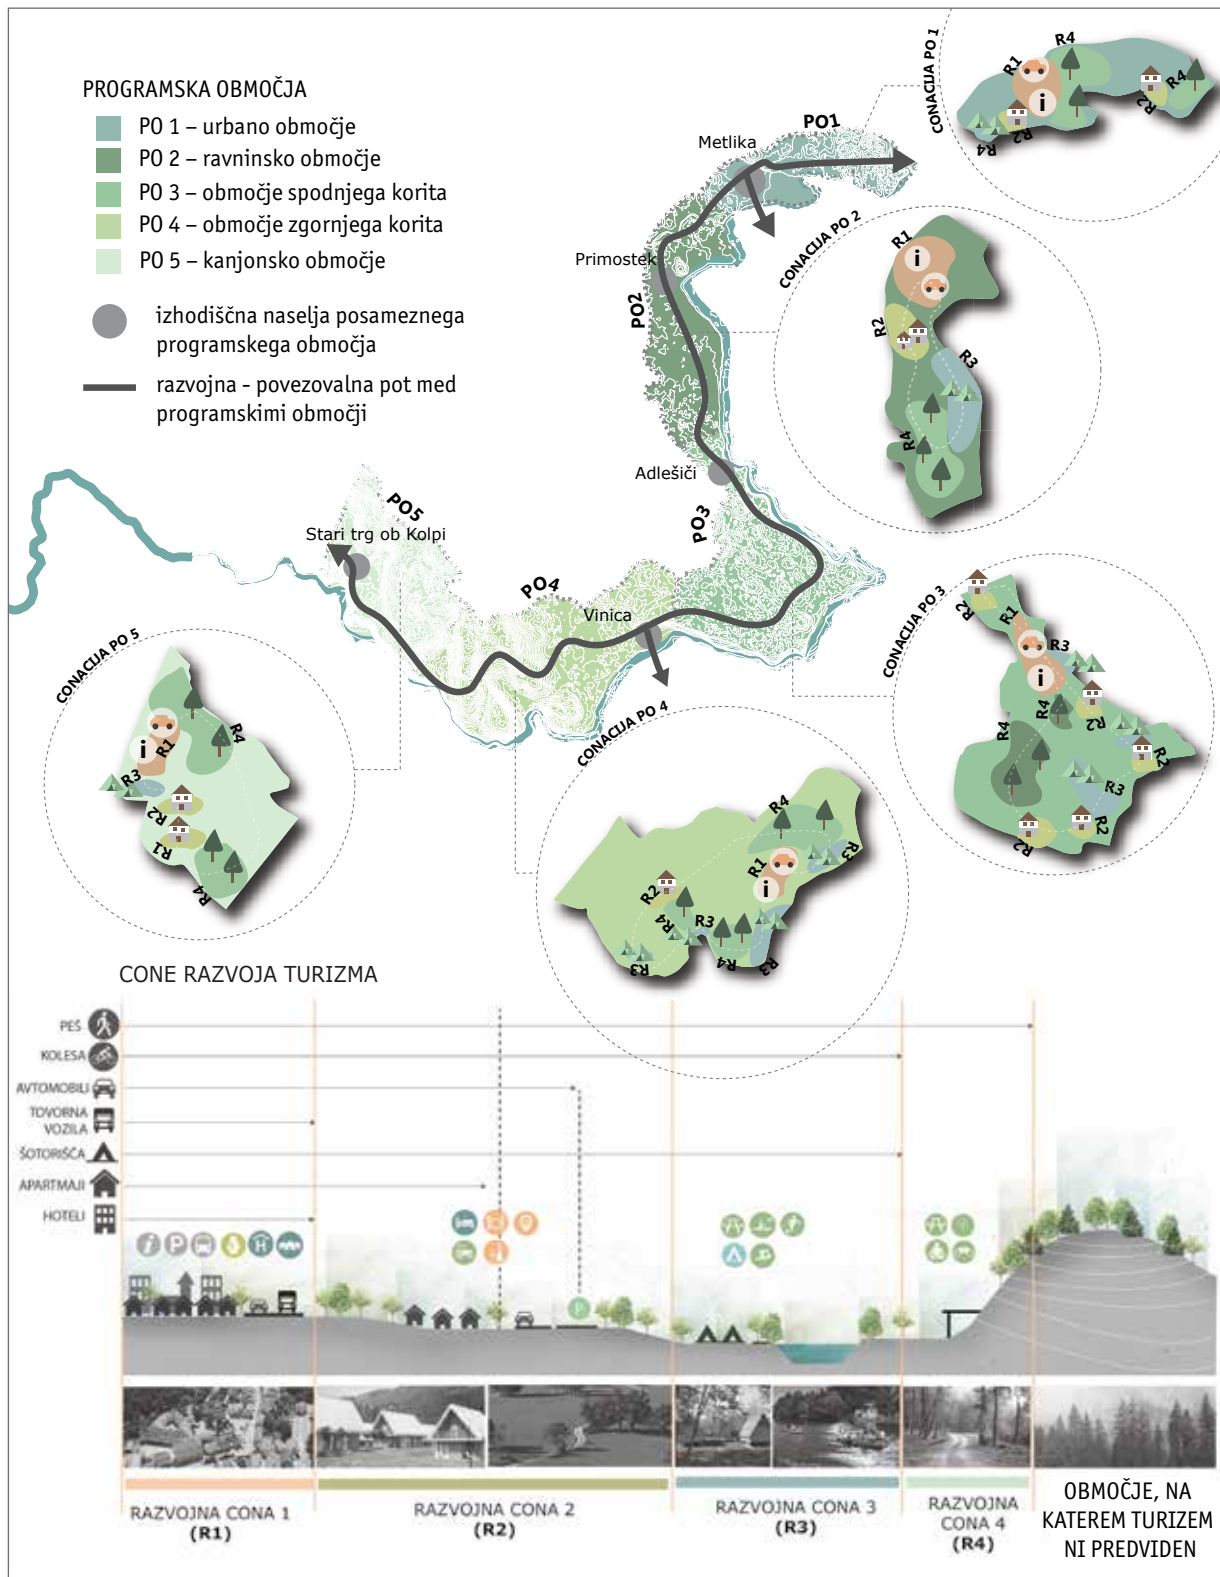 PROGRAMSKA OBMOČJA
PO 1 – urbano območje
PO 2 – ravninsko območje
PO 3 – območje spodnjega korita
PO 4 – območje zgornjega korita
PO 5 – kanjonsko območje
izhodiščna naselja posameznega
programskega območja
razvojna - povezovalna pot med
programskimi območji
CONACIJA PO 1
R1
R4
i
R2
R4
R2
R4
PO1
Metlika
CONACIJA PO 2
R1
i
R2
R3
R4
Primostek
PO2
Adlešiči
PO3
PO5
Stari trg ob Kolpi
PO4
Vinica
CONACIJA PO 3
R2
R1
R3
i
R4
R4
R2
R2
R3
R2
R2
CONACIJA PO 5
R4
i
R1
R3
R2
R1
R4
CONACIJA PO 4
R4
R1
R3
i
R2
R4
R3
R4
R3
R3
CONE RAZVOJA TURIZMA
PEŠ
KOLESA
AVTOMOBILI
TOVORNA
VOZILA
ŠOTORIŠČA
APARTMAJI
HOTELI
i
P
H
P
RAZVOJNA CONA 1
(R1)
RAZVOJNA CONA 2
(R2)
RAZVOJNA CONA 3
(R3)
RAZVOJNA
CONA 4
(R4)
OBMOČJE, NA
KATEREM TURIZEM
NI PREDVIDEN